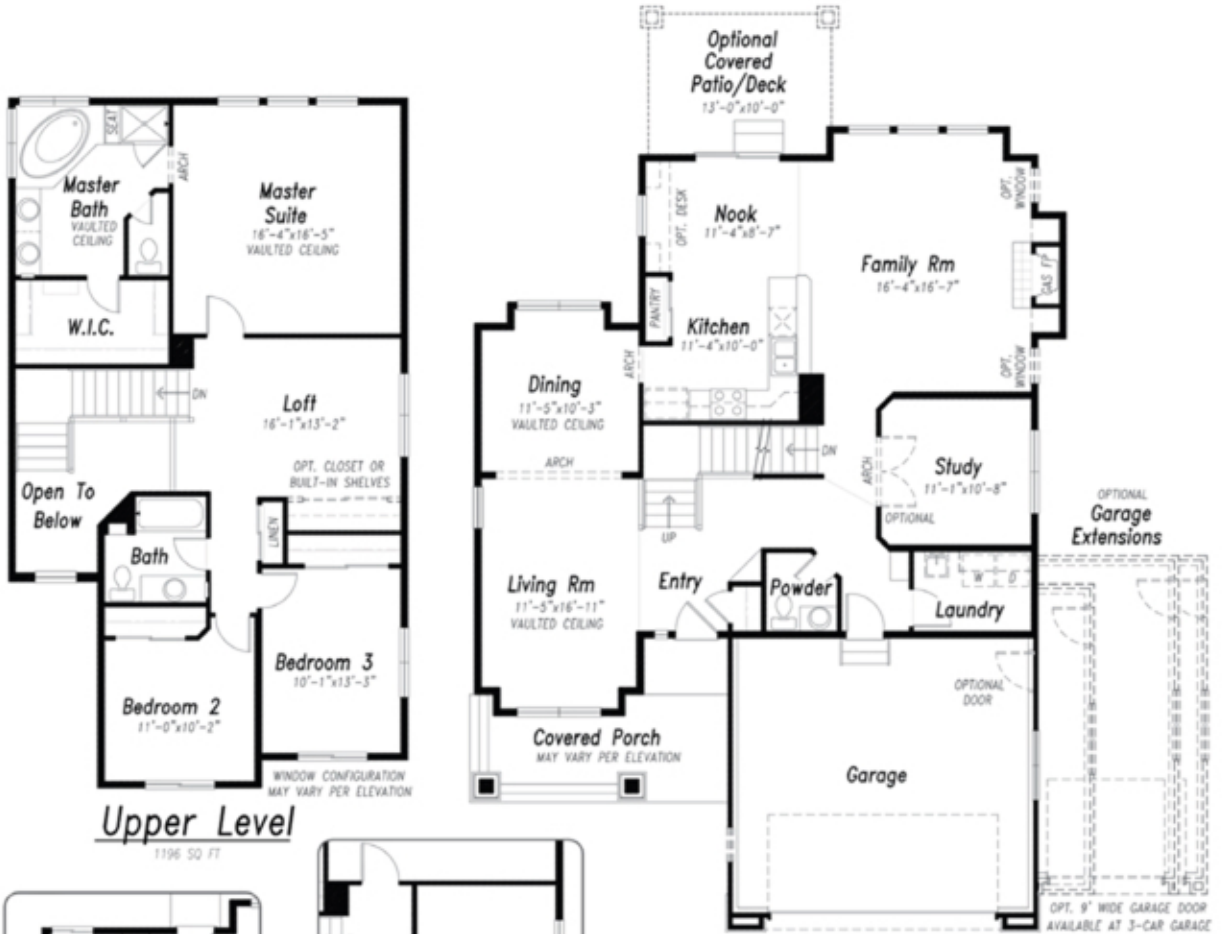 Optional
Covered
Patio/Deck
13'-0"x10'-0"
SEAT
ARCH
Master
Bath
VAULTED
CEILING
Master
Suite
16'-4"x16'-5"
VAULTED CEILING
W.I.C.
DN
Loft
16'-1"x13'-2"
OPT. CLOSET OR
BUILT-IN SHELVES
Open To
Below
LINEN
Bath
Bedroom 3
10'-1"x13'-3"
Bedroom 2
11'-0"x10'-2"
WINDOW CONFIGURATION
MAY VARY PER ELEVATION
Upper Level
1196 SQ FT
OPT. DESK
Nook
11'-4"x8'-7"
OPT.
WINDOW
Family Rm
16'-4"x16'-7"
GAS FP
PANTRY
Kitchen
11'-4"x10'-0"
ARCH
OPT.
WINDOW
Dining
11'-5"x10'-3"
VAULTED CEILING
ARCH
DN
UP
ARCH
Study
11'-1"x10'-8"
OPTIONAL
OPTIONAL
Garage
Extensions
Living Rm
11'-5"x16'-11"
VAULTED CEILING
Entry
Powder
W D
Laundry
OPTIONAL
DOOR
Covered Porch
MAY VARY PER ELEVATION
Garage
OPT. 9' WIDE GARAGE DOOR
AVAILABLE AT 3-CAR GARAGE